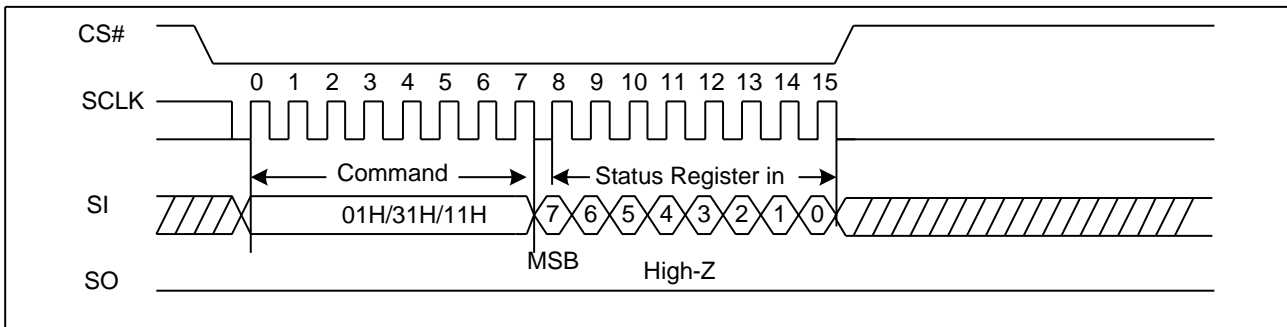 CS#
0 1 2 3 4 5 6 7 8 9 10 11 12 13 14 15
SCLK
Command Status Register in
SI 01H/31H/11H 7 6 5 4 3 2 1 0
MSB High-Z
SO